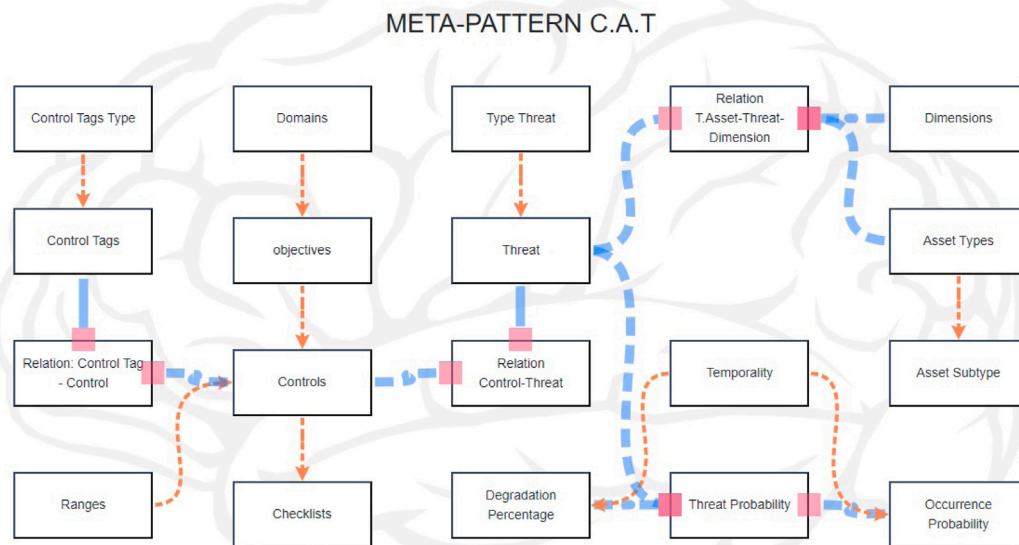 META-PATTERN C.A.T
Control Tags Type
Domains
Type Threat
Relation
T.Asset-Threat-
Dimension
Dimensions
Control Tags
objectives
Threat
Asset Types
Relation: Control Tag
- Control
Controls
Relation
Control-Threat
Temporality
Asset Subtype
Ranges
Checklists
Degradation
Percentage
Threat Probability
Occurrence
Probability